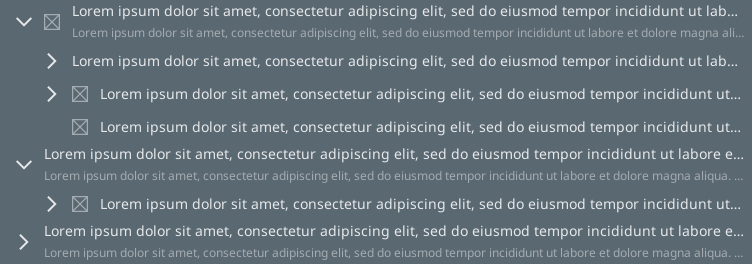 Lorem ipsum dolor sit amet, consectetur adipiscing elit, sed do eiusmod tempor incididunt ut lab...
Lorem ipsum dolor sit amet, consectetur adipiscing elit, sed do eiusmod tempor incididunt ut labore et dolore magna ali...
Lorem ipsum dolor sit amet, consectetur adipiscing elit, sed do eiusmod tempor incididunt ut lab...
Lorem ipsum dolor sit amet, consectetur adipiscing elit, sed do eiusmod tempor incididunt ut...
Lorem ipsum dolor sit amet, consectetur adipiscing elit, sed do eiusmod tempor incididunt ut...
Lorem ipsum dolor sit amet, consectetur adipiscing elit, sed do eiusmod tempor incididunt ut labore e...
Lorem ipsum dolor sit amet, consectetur adipiscing elit, sed do eiusmod tempor incididunt ut labore et dolore magna aliqua. ...
Lorem ipsum dolor sit amet, consectetur adipiscing elit, sed do eiusmod tempor incididunt ut...
Lorem ipsum dolor sit amet, consectetur adipiscing elit, sed do eiusmod tempor incididunt ut labore e...
Lorem ipsum dolor sit amet, consectetur adipiscing elit, sed do eiusmod tempor incididunt ut labore et dolore magna aliqua. ...